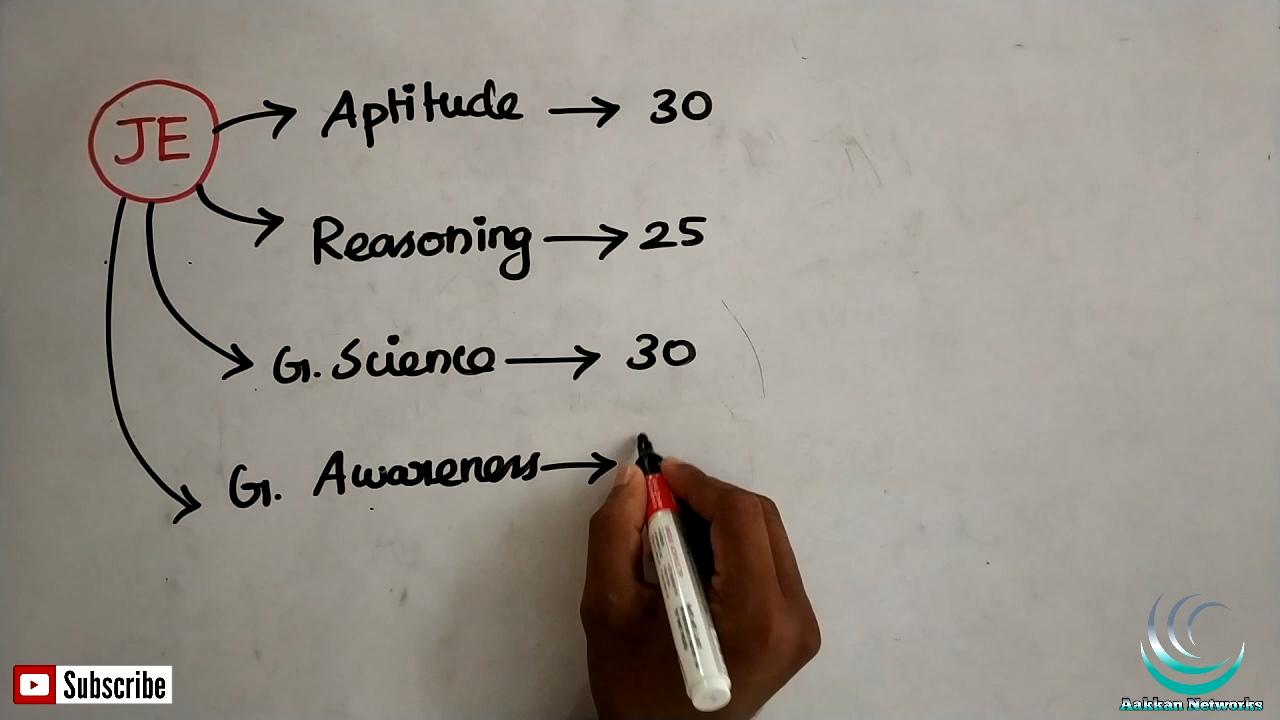 JE → Aptitude → 30
Reasoning → 25
G. Science → 30
G. Awareness →
Subscribe
Aakkan Networks